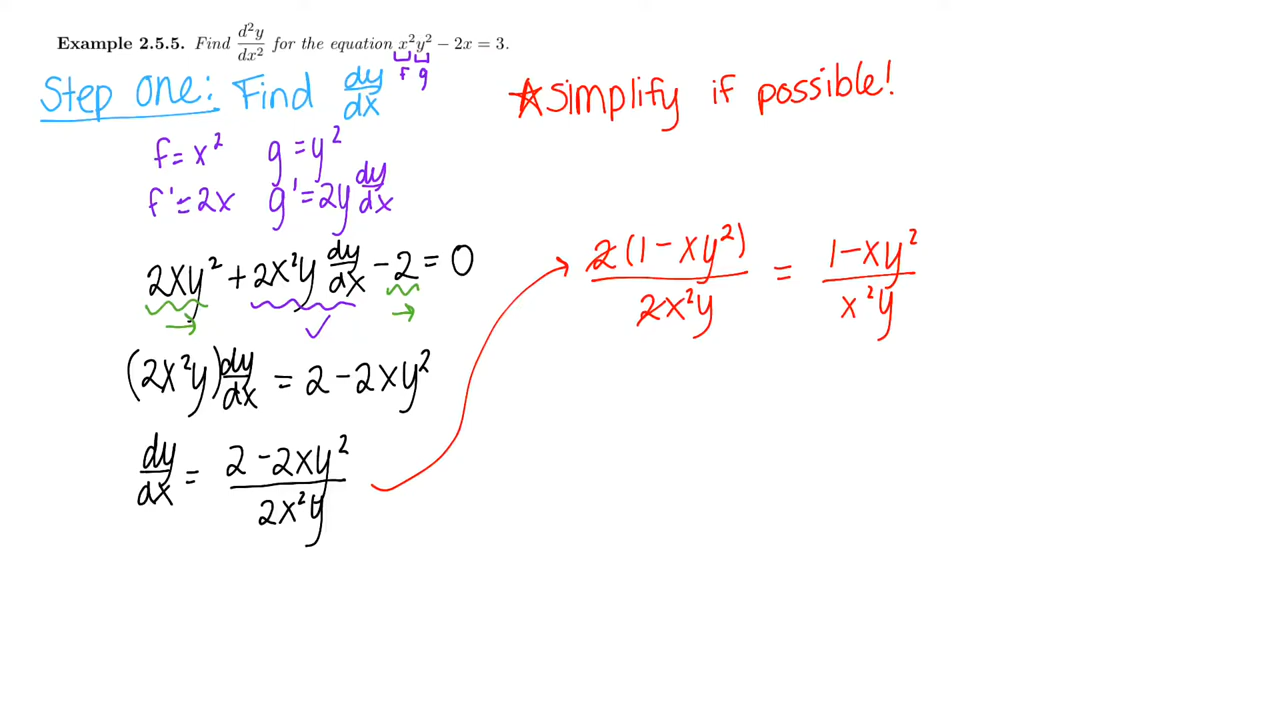 Example 2.5.5. Find d²y/dx² for the equation x²y² − 2x = 3.
f g
Step One: Find dy/dx
☆simplify if possible!
f = x² g = y²
f' = 2x g' = 2y dy/dx
2xy² + 2x²y dy/dx − 2 = 0
(2x²y) dy/dx = 2 − 2xy²
dy/dx = (2 − 2xy²)/(2x²y)
2(1 − xy²)/(2x²y) = (1 − xy²)/(x²y)